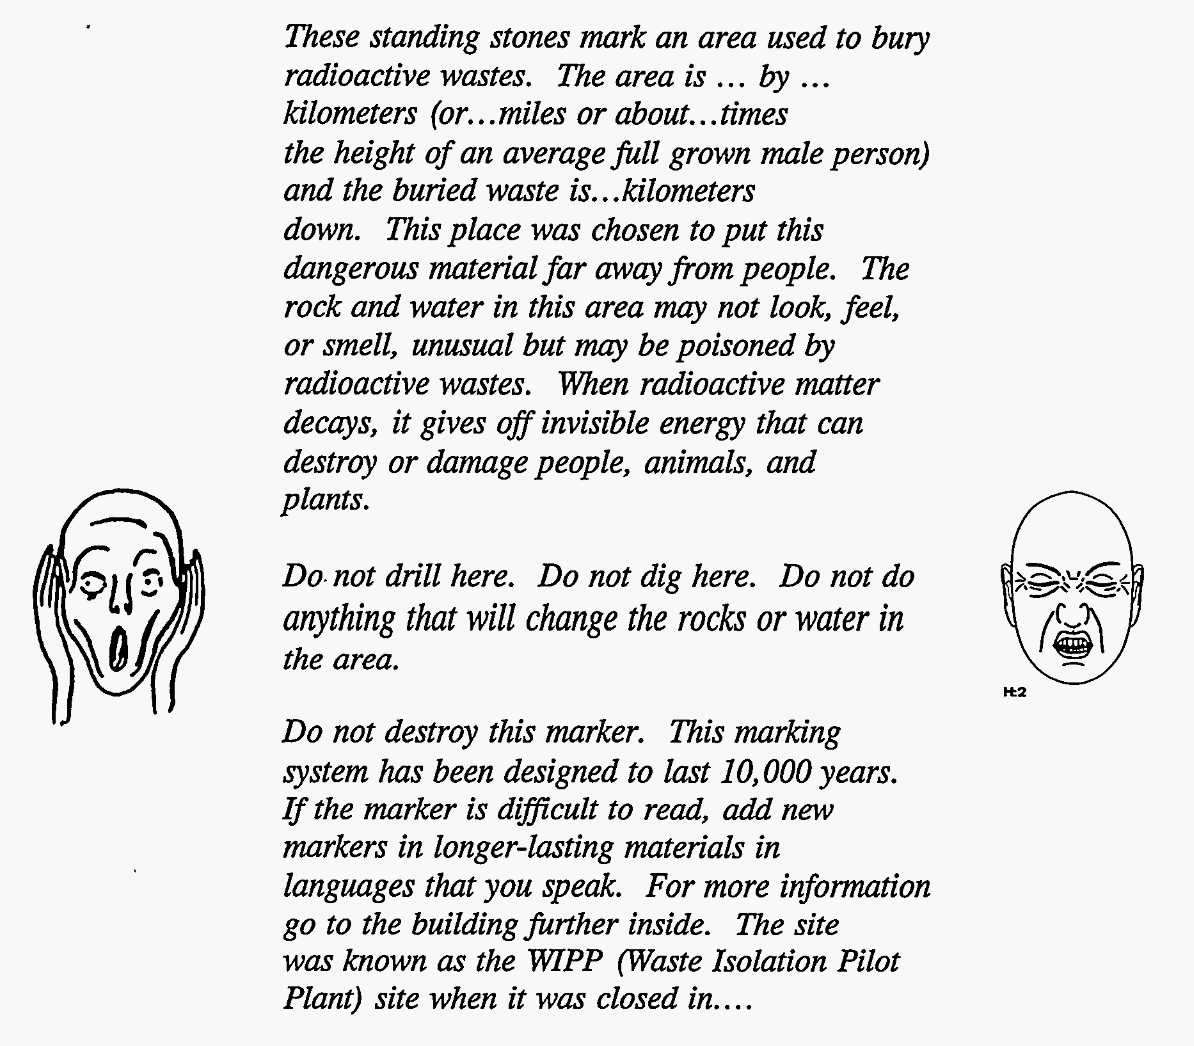 These standing stones mark an area used to bury
radioactive wastes. The area is ... by ...
kilometers (or...miles or about...times
the height of an average full grown male person)
and the buried waste is...kilometers
down. This place was chosen to put this
dangerous material far away from people. The
rock and water in this area may not look, feel,
or smell, unusual but may be poisoned by
radioactive wastes. When radioactive matter
decays, it gives off invisible energy that can
destroy or damage people, animals, and
plants.
Do not drill here. Do not dig here. Do not do
anything that will change the rocks or water in
the area.
H:2
Do not destroy this marker. This marking
system has been designed to last 10,000 years.
If the marker is difficult to read, add new
markers in longer-lasting materials in
languages that you speak. For more information
go to the building further inside. The site
was known as the WIPP (Waste Isolation Pilot
Plant) site when it was closed in....